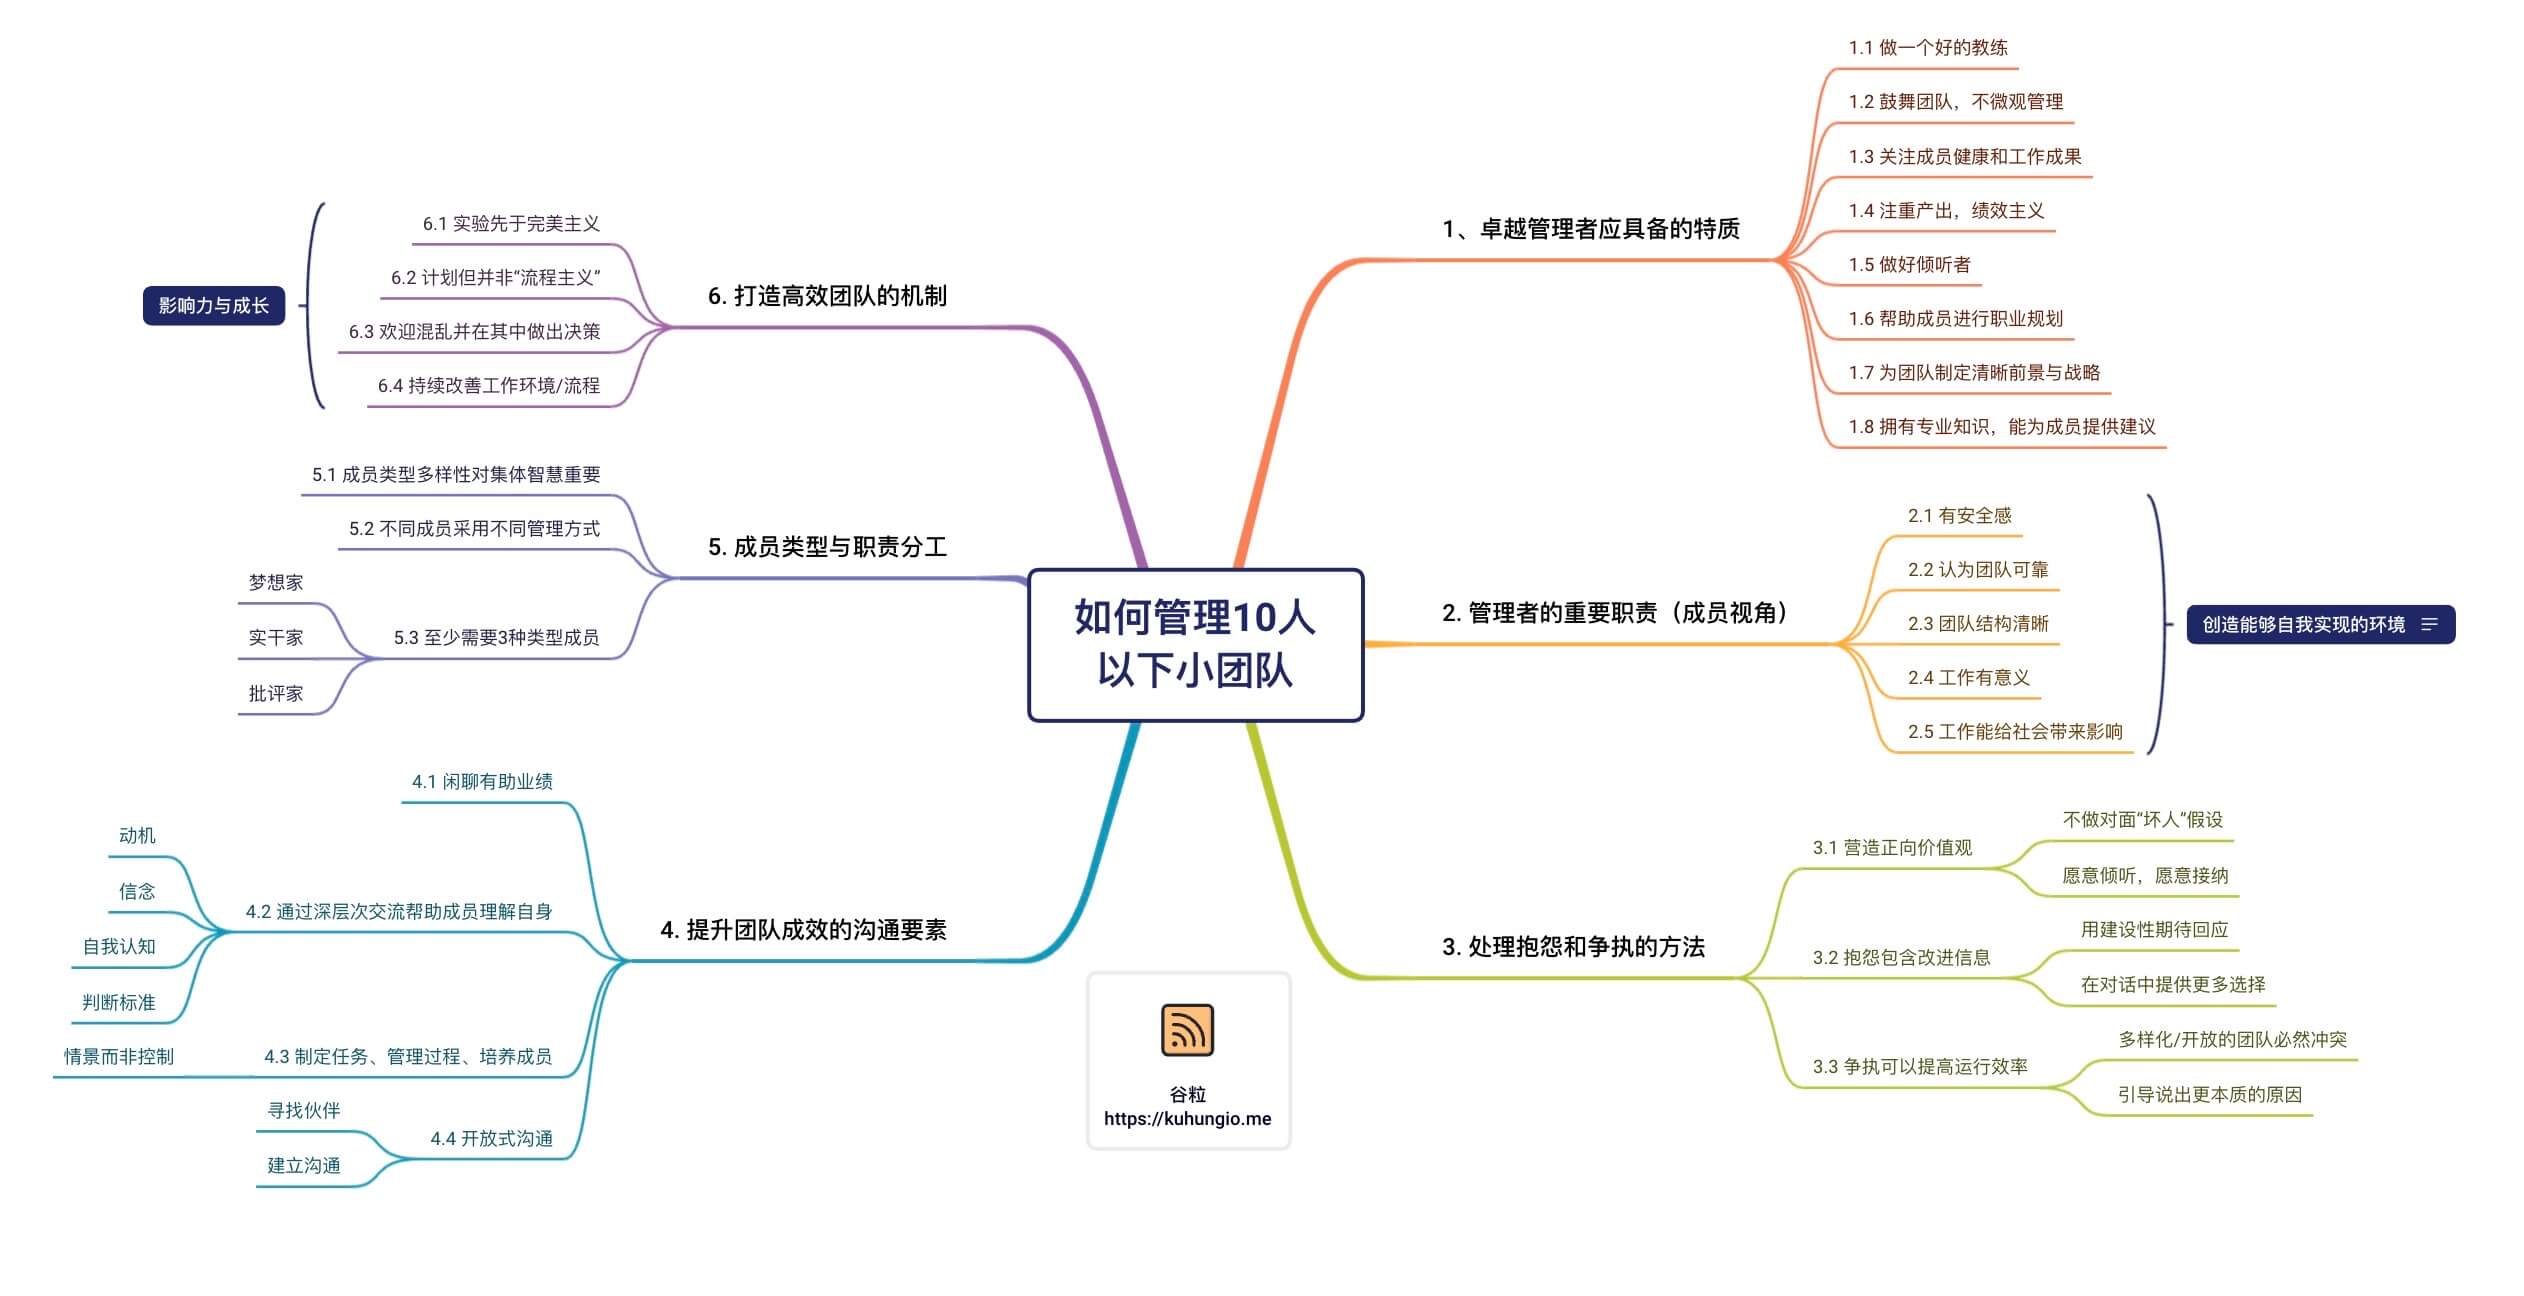 如何管理10人
以下小团队
1、卓越管理者应具备的特质
1.1 做一个好的教练
1.2 鼓舞团队，不微观管理
1.3 关注成员健康和工作成果
1.4 注重产出，绩效主义
1.5 做好倾听者
1.6 帮助成员进行职业规划
1.7 为团队制定清晰前景与战略
1.8 拥有专业知识，能为成员提供建议
2. 管理者的重要职责（成员视角）
2.1 有安全感
2.2 认为团队可靠
2.3 团队结构清晰
2.4 工作有意义
2.5 工作能给社会带来影响
创造能够自我实现的环境
3. 处理抱怨和争执的方法
3.1 营造正向价值观
不做对面“坏人”假设
愿意倾听，愿意接纳
3.2 抱怨包含改进信息
用建设性期待回应
在对话中提供更多选择
3.3 争执可以提高运行效率
多样化/开放的团队必然冲突
引导说出更本质的原因
4. 提升团队成效的沟通要素
4.1 闲聊有助业绩
4.2 通过深层次交流帮助成员理解自身
动机
信念
自我认知
判断标准
4.3 制定任务、管理过程、培养成员
情景而非控制
4.4 开放式沟通
寻找伙伴
建立沟通
5. 成员类型与职责分工
5.1 成员类型多样性对集体智慧重要
5.2 不同成员采用不同管理方式
5.3 至少需要3种类型成员
梦想家
实干家
批评家
6. 打造高效团队的机制
6.1 实验先于完美主义
6.2 计划但并非“流程主义”
6.3 欢迎混乱并在其中做出决策
6.4 持续改善工作环境/流程
影响力与成长
谷粒
https://kuhungio.me